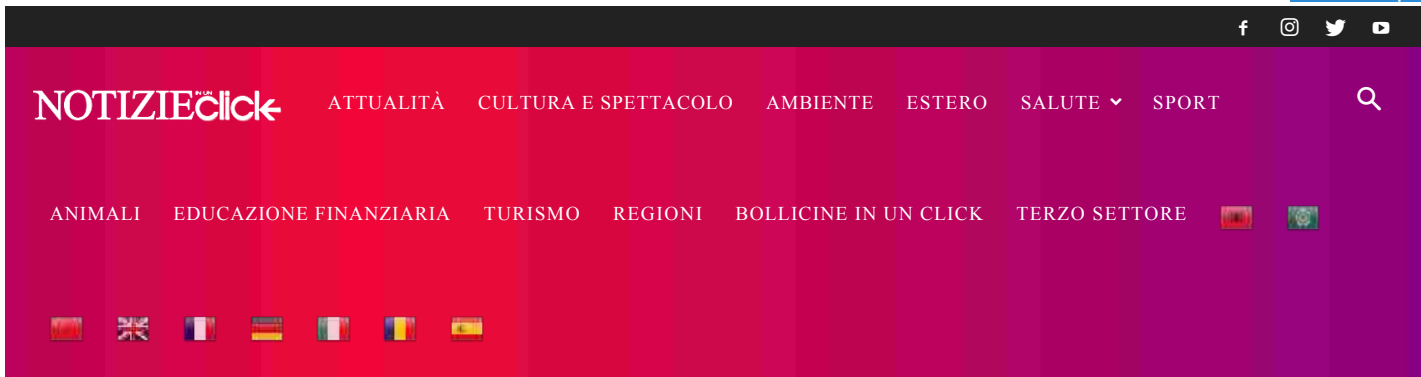 NOTIZIE IN UN click
ATTUALITÀ CULTURA E SPETTACOLO AMBIENTE ESTERO SALUTE SPORT
ANIMALI EDUCAZIONE FINANZIARIA TURISMO REGIONI BOLLICINE IN UN CLICK TERZO SETTORE